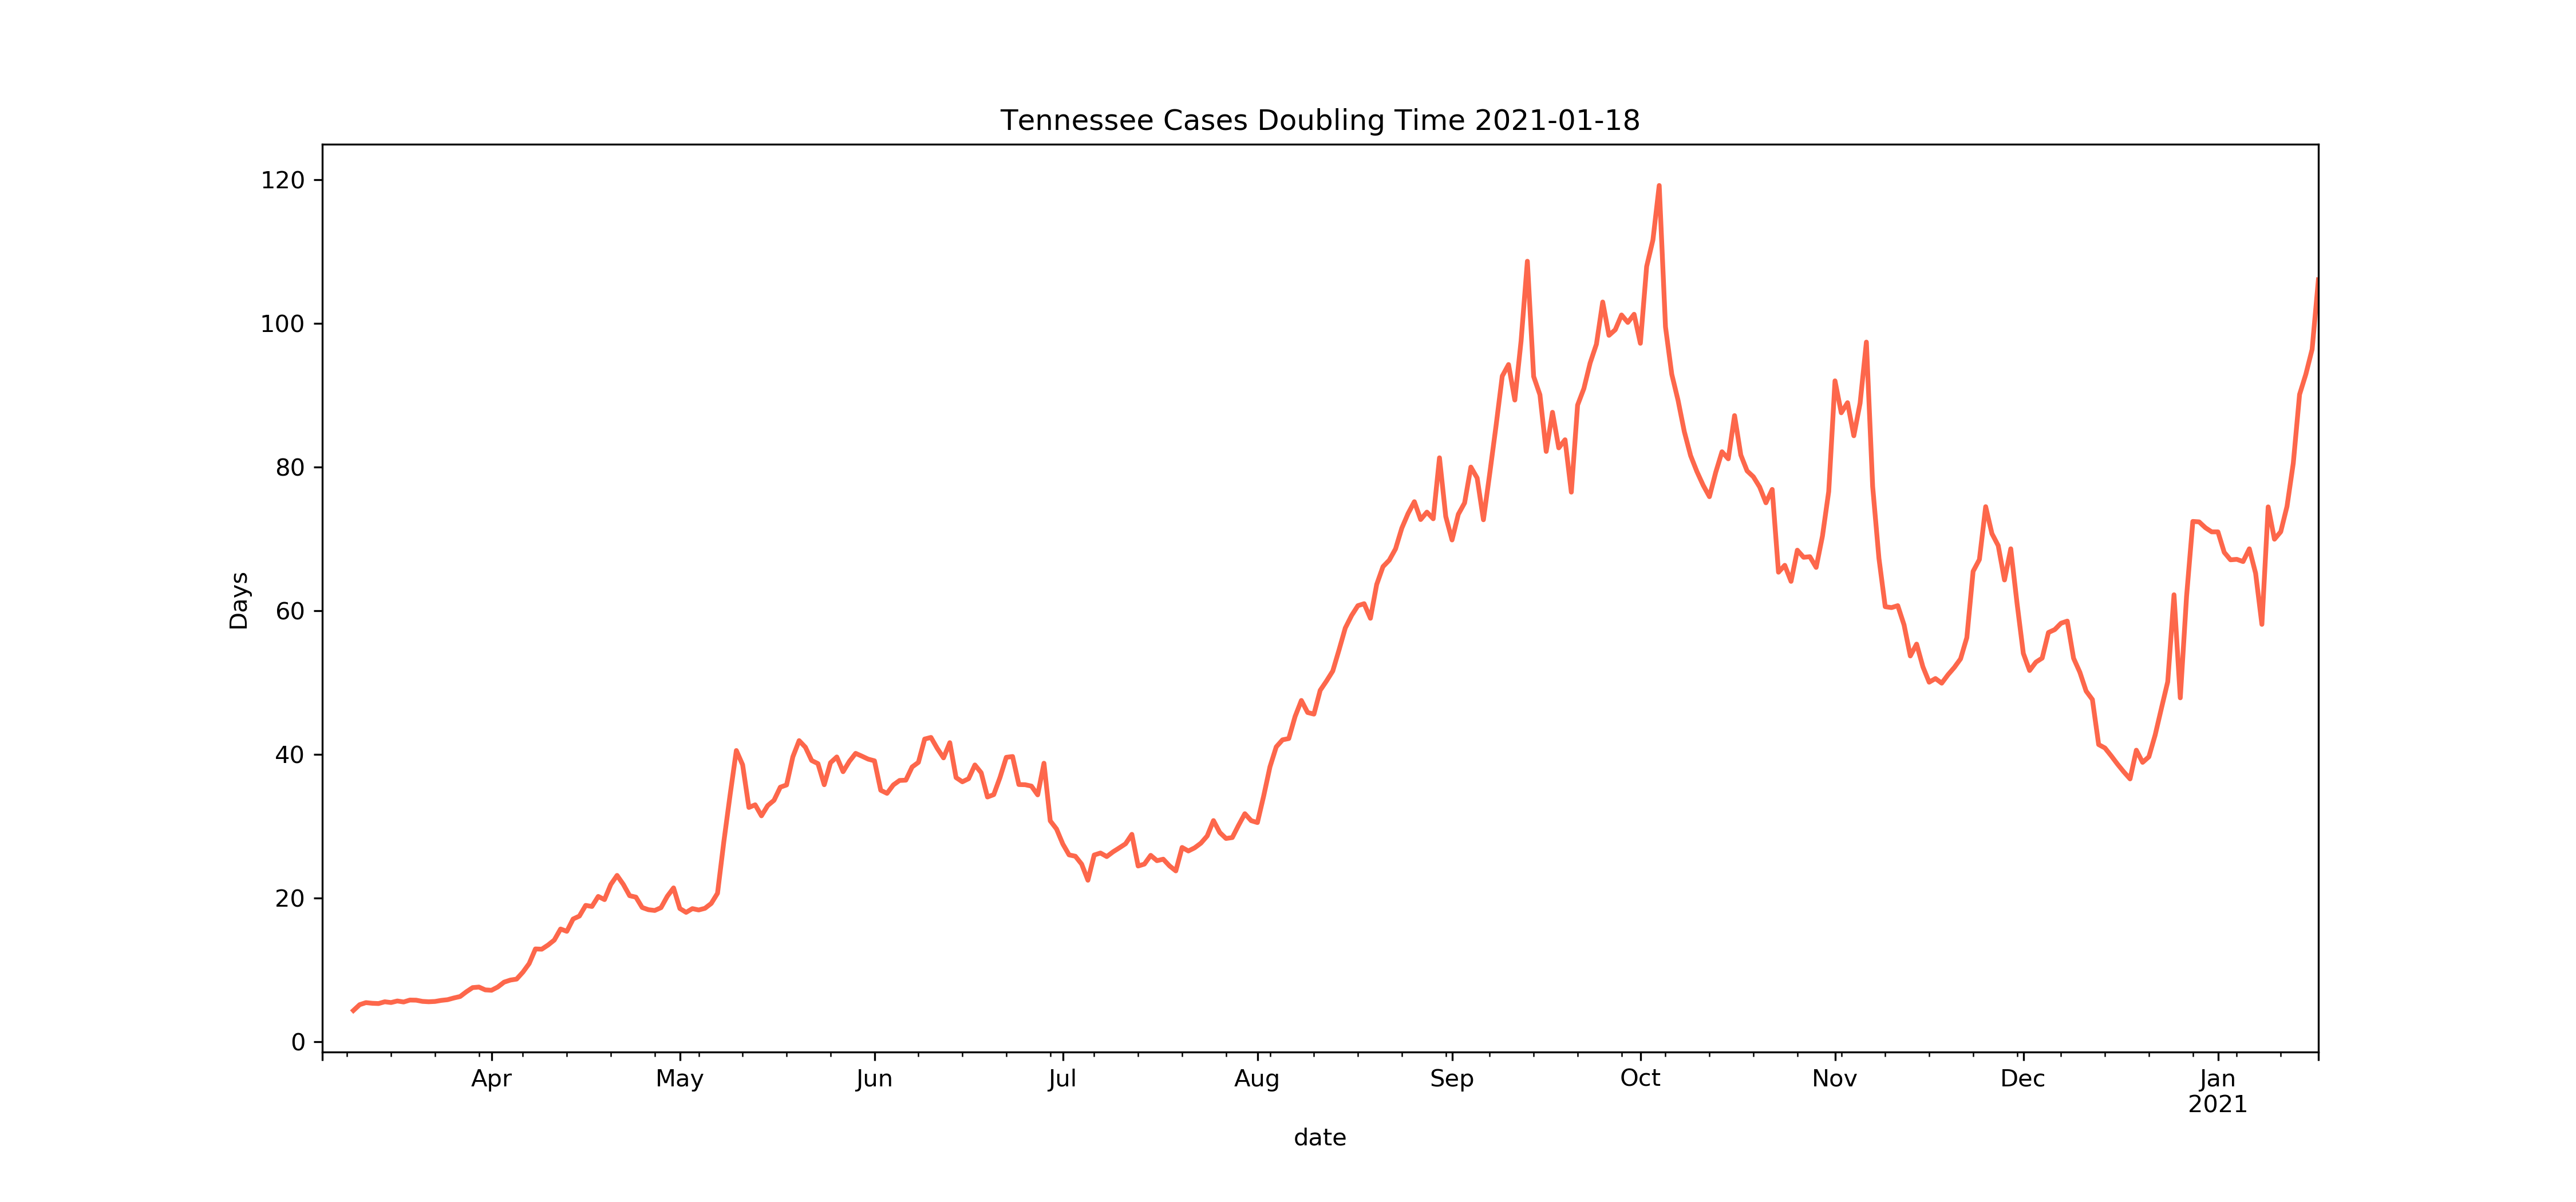 Tennessee Cases Doubling Time 2021-01-18
120
100
80
60
40
20
0
Days
Apr May Jun Jul Aug Sep Oct Nov Dec Jan
2021
date